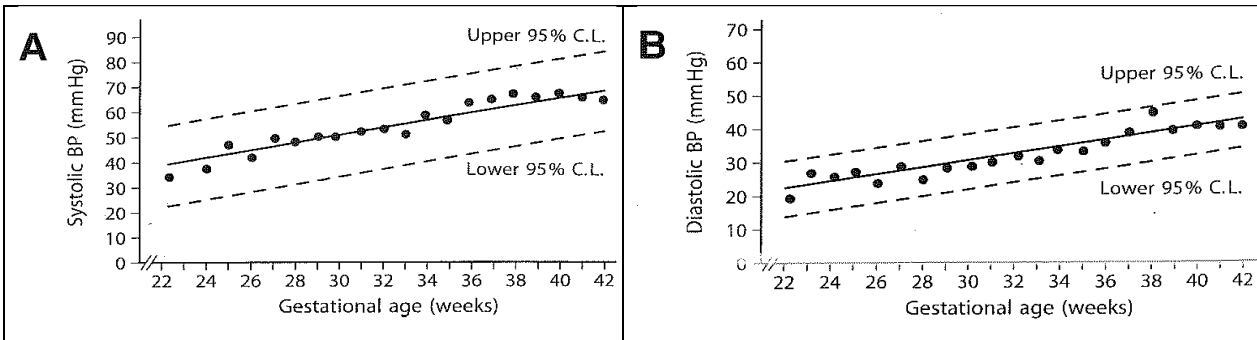 A
Systolic BP (mmHg)
90
80
70
60
50
40
30
20
10
0
Upper 95% C.L.
Lower 95% C.L.
22 24 26 28 30 32 34 36 38 40 42
Gestational age (weeks)
B
Diastolic BP (mmHg)
70
60
50
40
30
20
10
0
Upper 95% C.L.
Lower 95% C.L.
22 24 26 28 30 32 34 36 38 40 42
Gestational age (weeks)